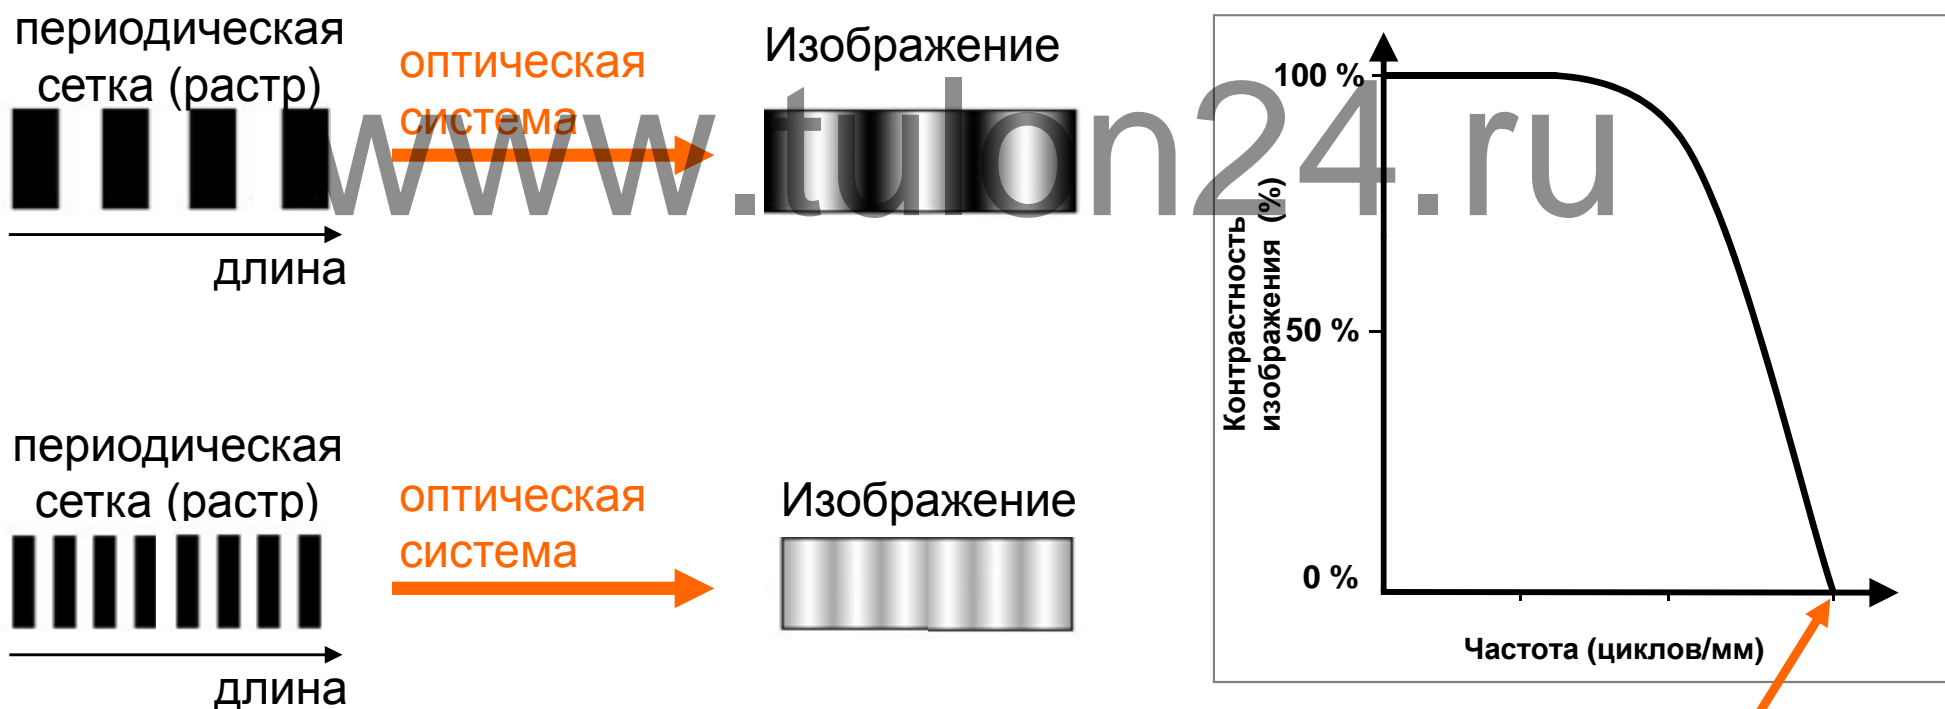 периодическая
сетка (растр)
оптическая
система
Изображение
длина
www.tulon24.ru
периодическая
сетка (растр)
оптическая
система
Изображение
длина
100 %
50 %
0 %
Контрастность
изображения (%)
Частота (циклов/мм)